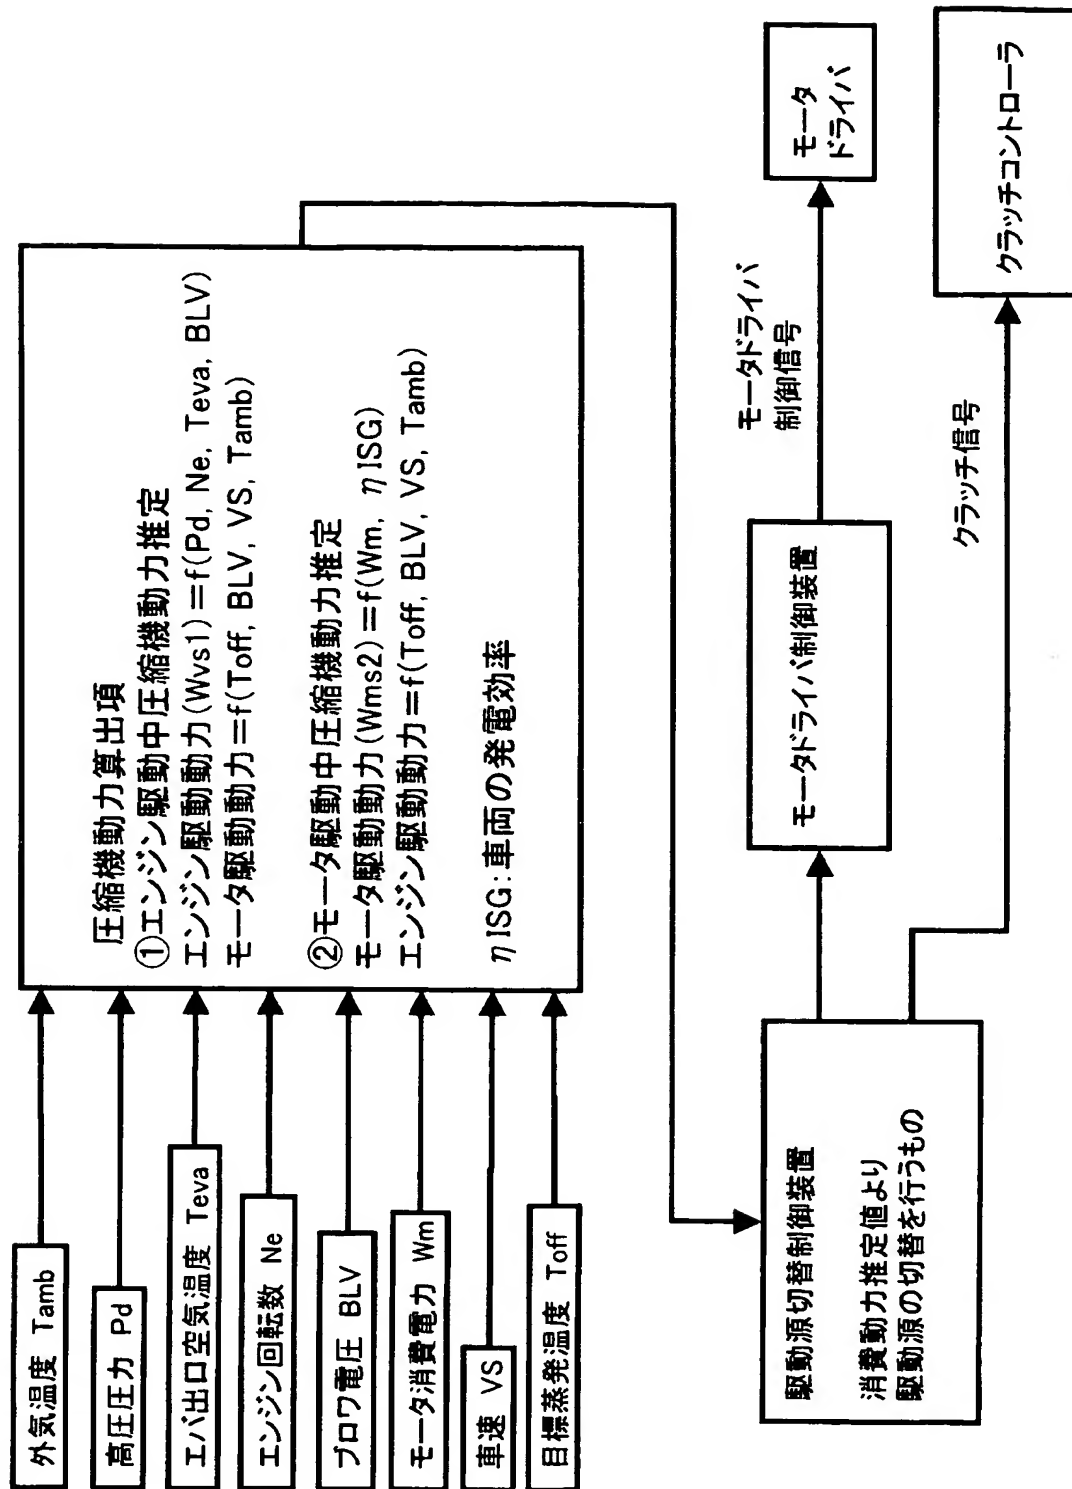 外気温度 Tamb
高圧圧力 Pd
エバ出口空気温度 Teva
エンジン回転数 Ne
ブロワ電圧 BLV
モータ消費電力 Wm
車速 VS
目標蒸発温度 Toff
圧縮機動力算出項
①エンジン駆動中圧縮機動力推定
エンジン駆動動力(Wvs1)=f(Pd, Ne, Teva, BLV)
モータ駆動動力=f(Toff, BLV, VS, Tamb)
②モータ駆動中圧縮機動力推定
モータ駆動動力(Wms2)=f(Wm, ηISG)
エンジン駆動動力=f(Toff, BLV, VS, Tamb)
ηISG:車両の発電効率
駆動源切替制御装置
消費動力推定値より
駆動源の切替を行うもの
モータドライバ制御装置
モータドライバ
制御信号
モータ
ドライバ
クラッチ信号
クラッチコントローラ